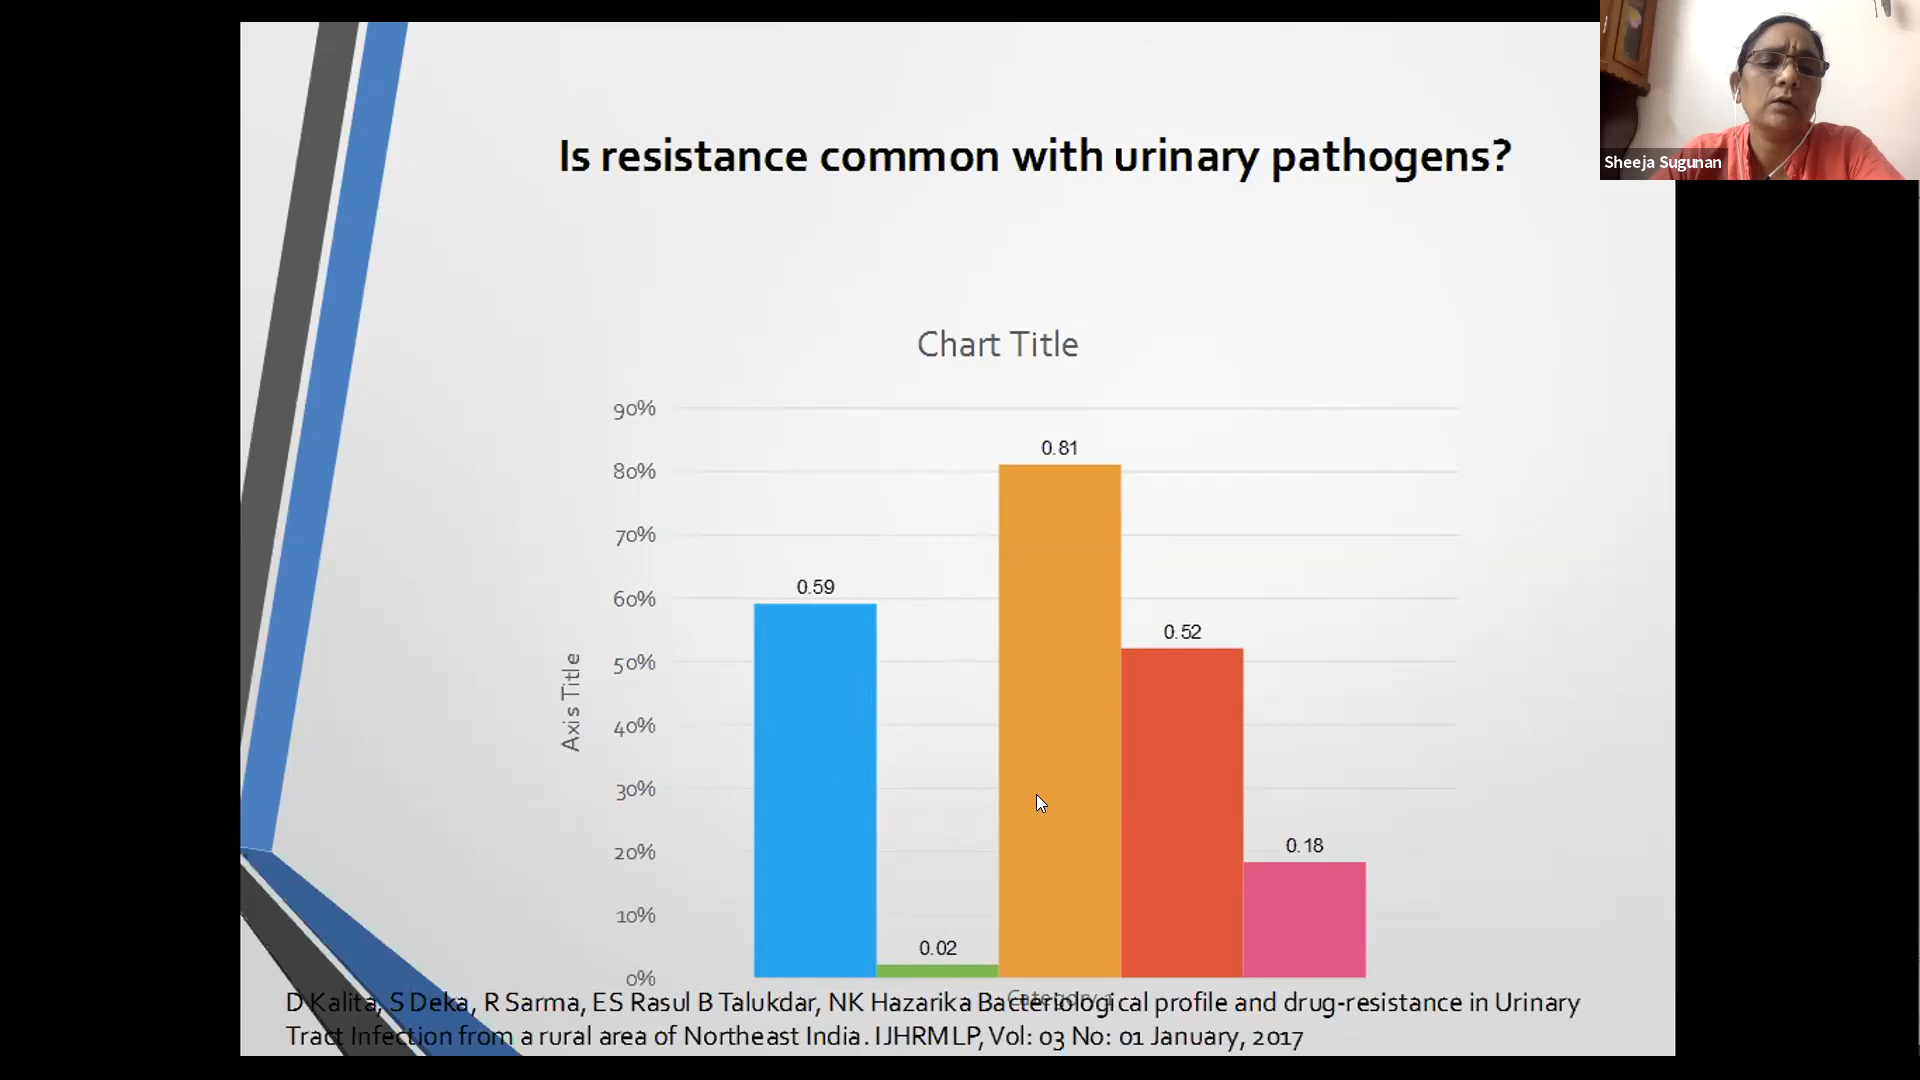 Is resistance common with urinary pathogens?
Sheeja Sugunan
Chart Title
90%
80%
70%
60%
50%
40%
30%
20%
10%
0%
Axis Title
0.59
0.02
0.81
0.52
0.18
Category 1
D Kalita, S Deka, R Sarma, ES Rasul B Talukdar, NK Hazarika Bacteriological profile and drug-resistance in Urinary
Tract Infection from a rural area of Northeast India. IJHRMLP, Vol: 03 No: 01 January, 2017